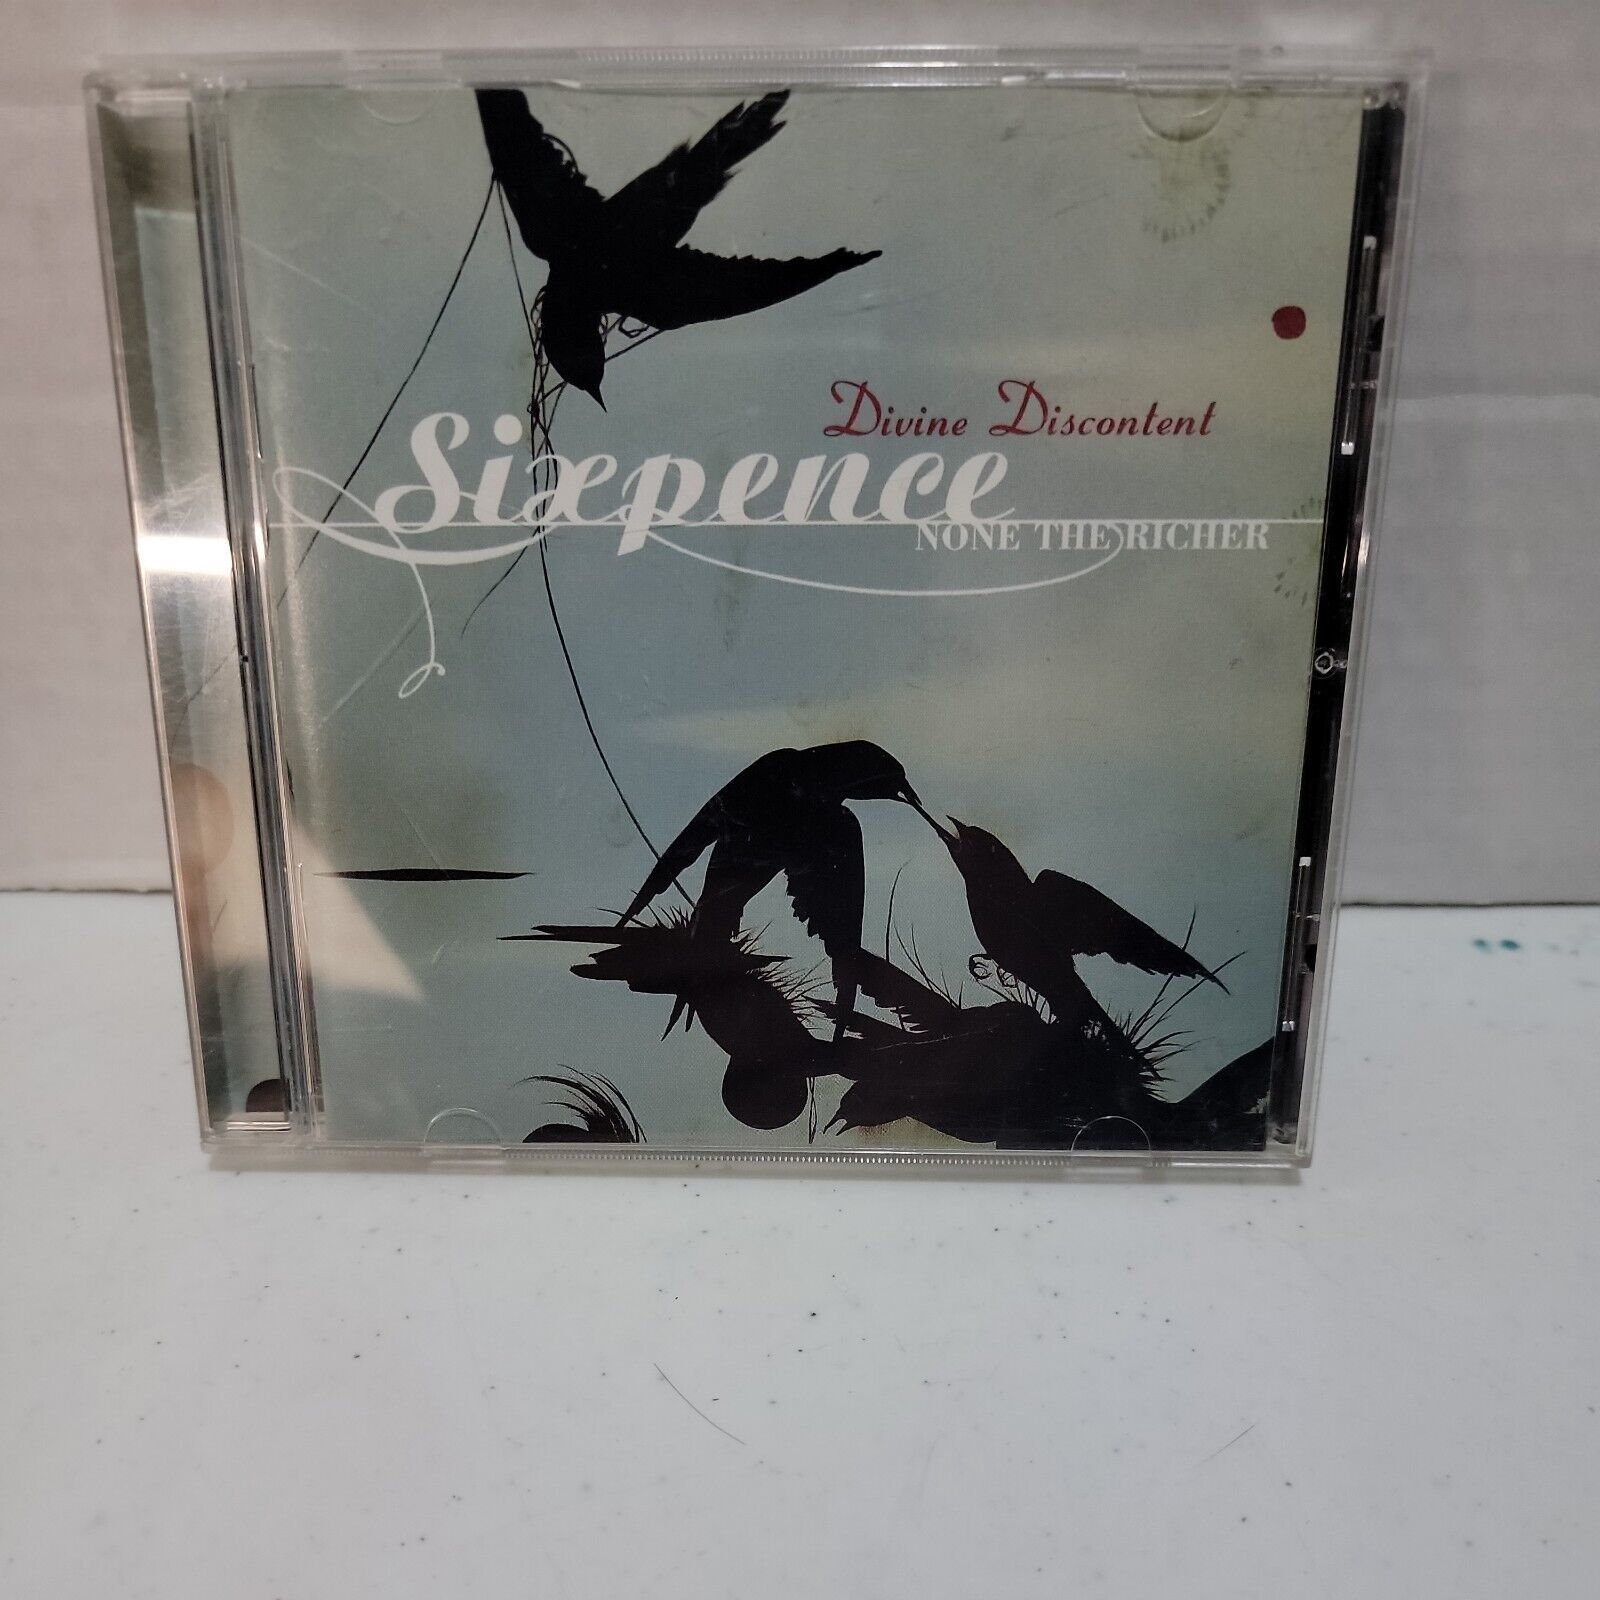 Divine Discontent
Sixpence
NONE THE RICHER